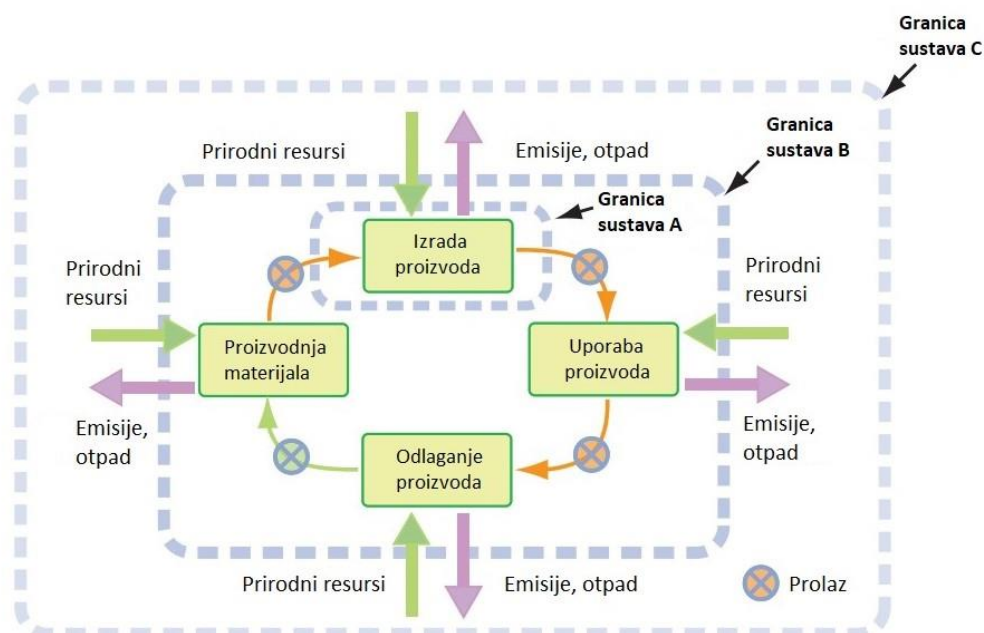 Granica
sustava C
Granica
sustava B
Prirodni resursi
Emisije, otpad
Granica
sustava A
Izrada
proizvoda
Prirodni
resursi
Prirodni
resursi
Proizvodnja
materijala
Uporaba
proizvoda
Emisije,
otpad
Emisije,
otpad
Odlaganje
proizvoda
Prirodni resursi
Emisije, otpad
Prolaz